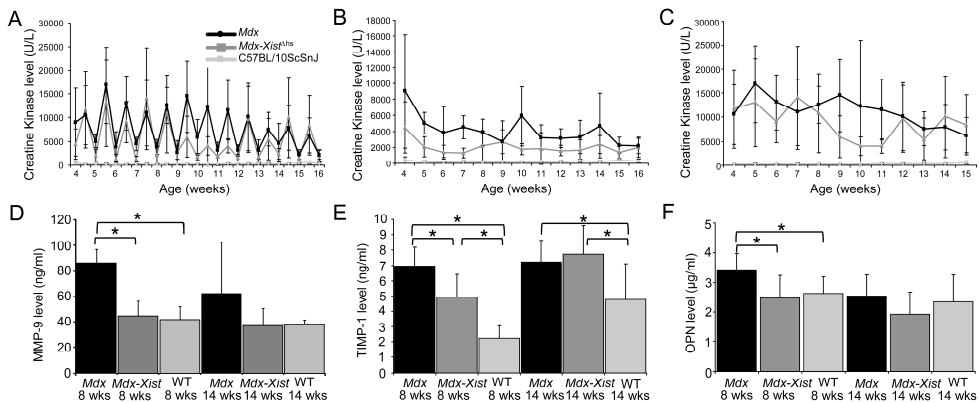 A
Creatine Kinase level (U/L)
30000
25000
20000
15000
10000
5000
0
4 5 6 7 8 9 10 11 12 13 14 15 16
Age (weeks)
Mdx
Mdx-Xist^Δhs
C57BL/10ScSnJ
B
Creatine Kinase level (U/L)
18000
16000
14000
12000
10000
8000
6000
4000
2000
0
4 5 6 7 8 9 10 11 12 13 14 15 16
Age (weeks)
C
Creatine Kinase level (U/L)
30000
25000
20000
15000
10000
5000
0
4 5 6 7 8 9 10 11 12 13 14 15
Age (weeks)
D
MMP-9 level (ng/ml)
120
100
80
60
40
20
0
*
*
Mdx 8 wks
Mdx-Xist 8 wks
WT 8 wks
Mdx 14 wks
Mdx-Xist 14 wks
WT 14 wks
E
TIMP-1 level (ng/ml)
9
8
7
6
5
4
3
2
1
0
*
*
*
*
*
Mdx 8 wks
Mdx-Xist 8 wks
WT 8 wks
Mdx 14 wks
Mdx-Xist 14 wks
WT 14 wks
F
OPN level (µg/ml)
5
4
3
2
1
0
*
*
Mdx 8 wks
Mdx-Xist 8 wks
WT 8 wks
Mdx 14 wks
Mdx-Xist 14 wks
WT 14 wks